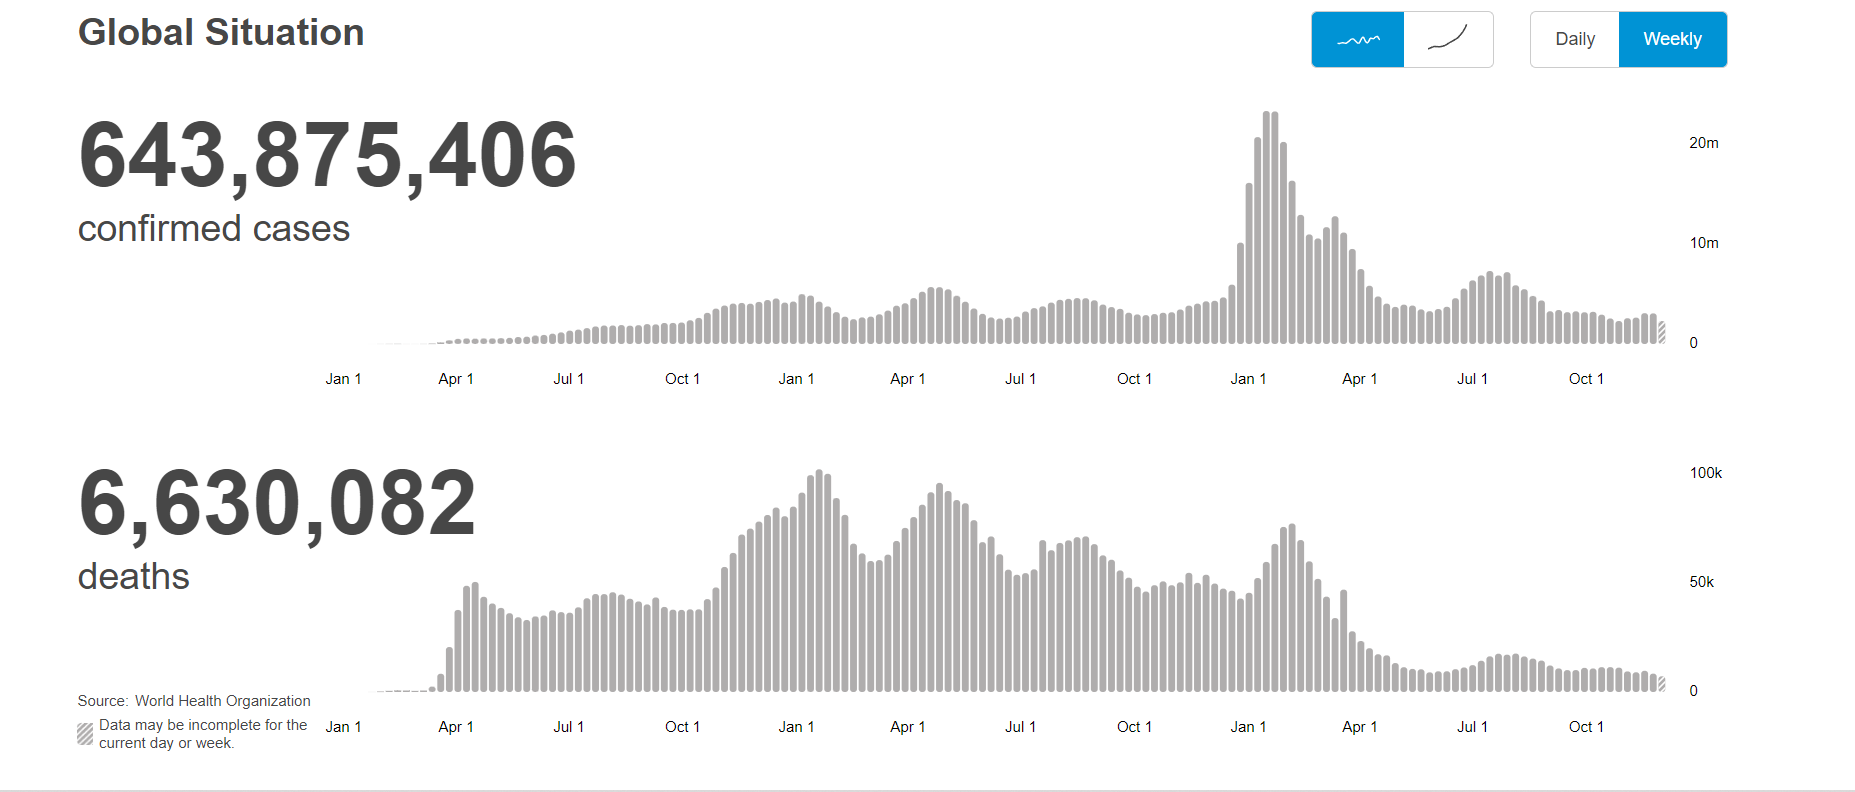 Global Situation
Daily
Weekly
643,875,406
confirmed cases
20m
10m
0
Jan 1
Apr 1
Jul 1
Oct 1
Jan 1
Apr 1
Jul 1
Oct 1
Jan 1
Apr 1
Jul 1
Oct 1
6,630,082
deaths
100k
50k
0
Source: World Health Organization
Data may be incomplete for the
current day or week.
Jan 1
Apr 1
Jul 1
Oct 1
Jan 1
Apr 1
Jul 1
Oct 1
Jan 1
Apr 1
Jul 1
Oct 1